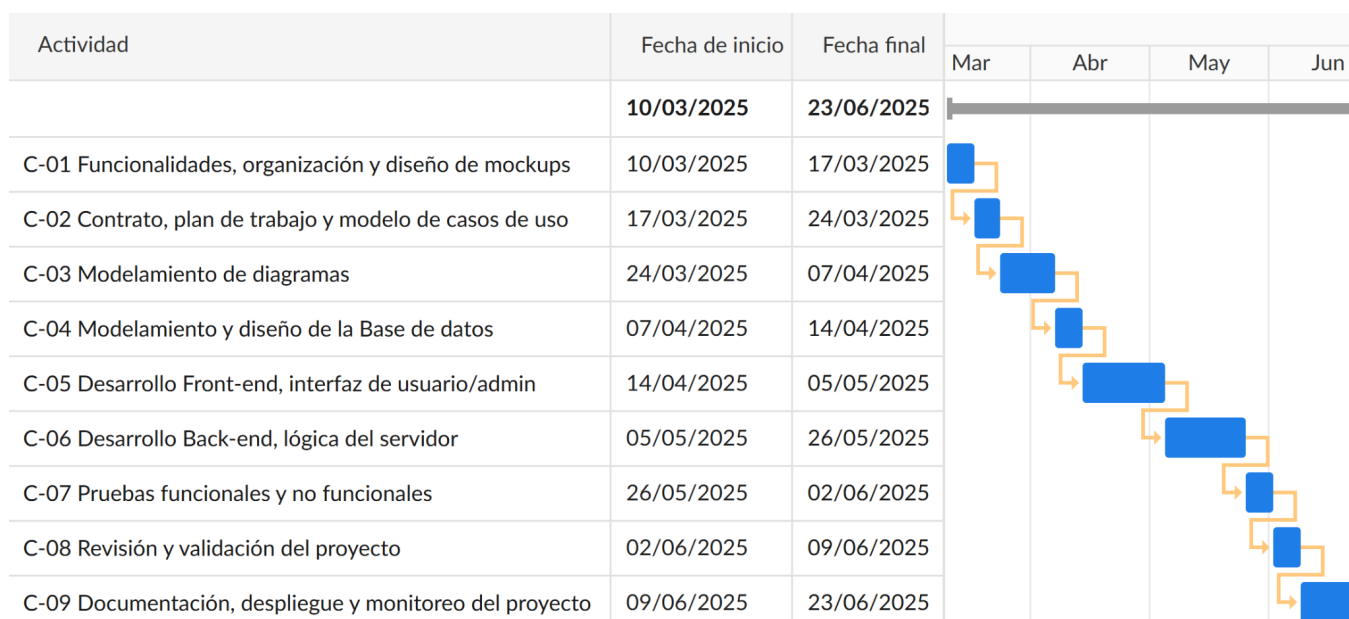 Actividad Fecha de inicio Fecha final
Mar Abr May Jun
10/03/2025 23/06/2025
C-01 Funcionalidades, organización y diseño de mockups 10/03/2025 17/03/2025
C-02 Contrato, plan de trabajo y modelo de casos de uso 17/03/2025 24/03/2025
C-03 Modelamiento de diagramas 24/03/2025 07/04/2025
C-04 Modelamiento y diseño de la Base de datos 07/04/2025 14/04/2025
C-05 Desarrollo Front-end, interfaz de usuario/admin 14/04/2025 05/05/2025
C-06 Desarrollo Back-end, lógica del servidor 05/05/2025 26/05/2025
C-07 Pruebas funcionales y no funcionales 26/05/2025 02/06/2025
C-08 Revisión y validación del proyecto 02/06/2025 09/06/2025
C-09 Documentación, despliegue y monitoreo del proyecto 09/06/2025 23/06/2025